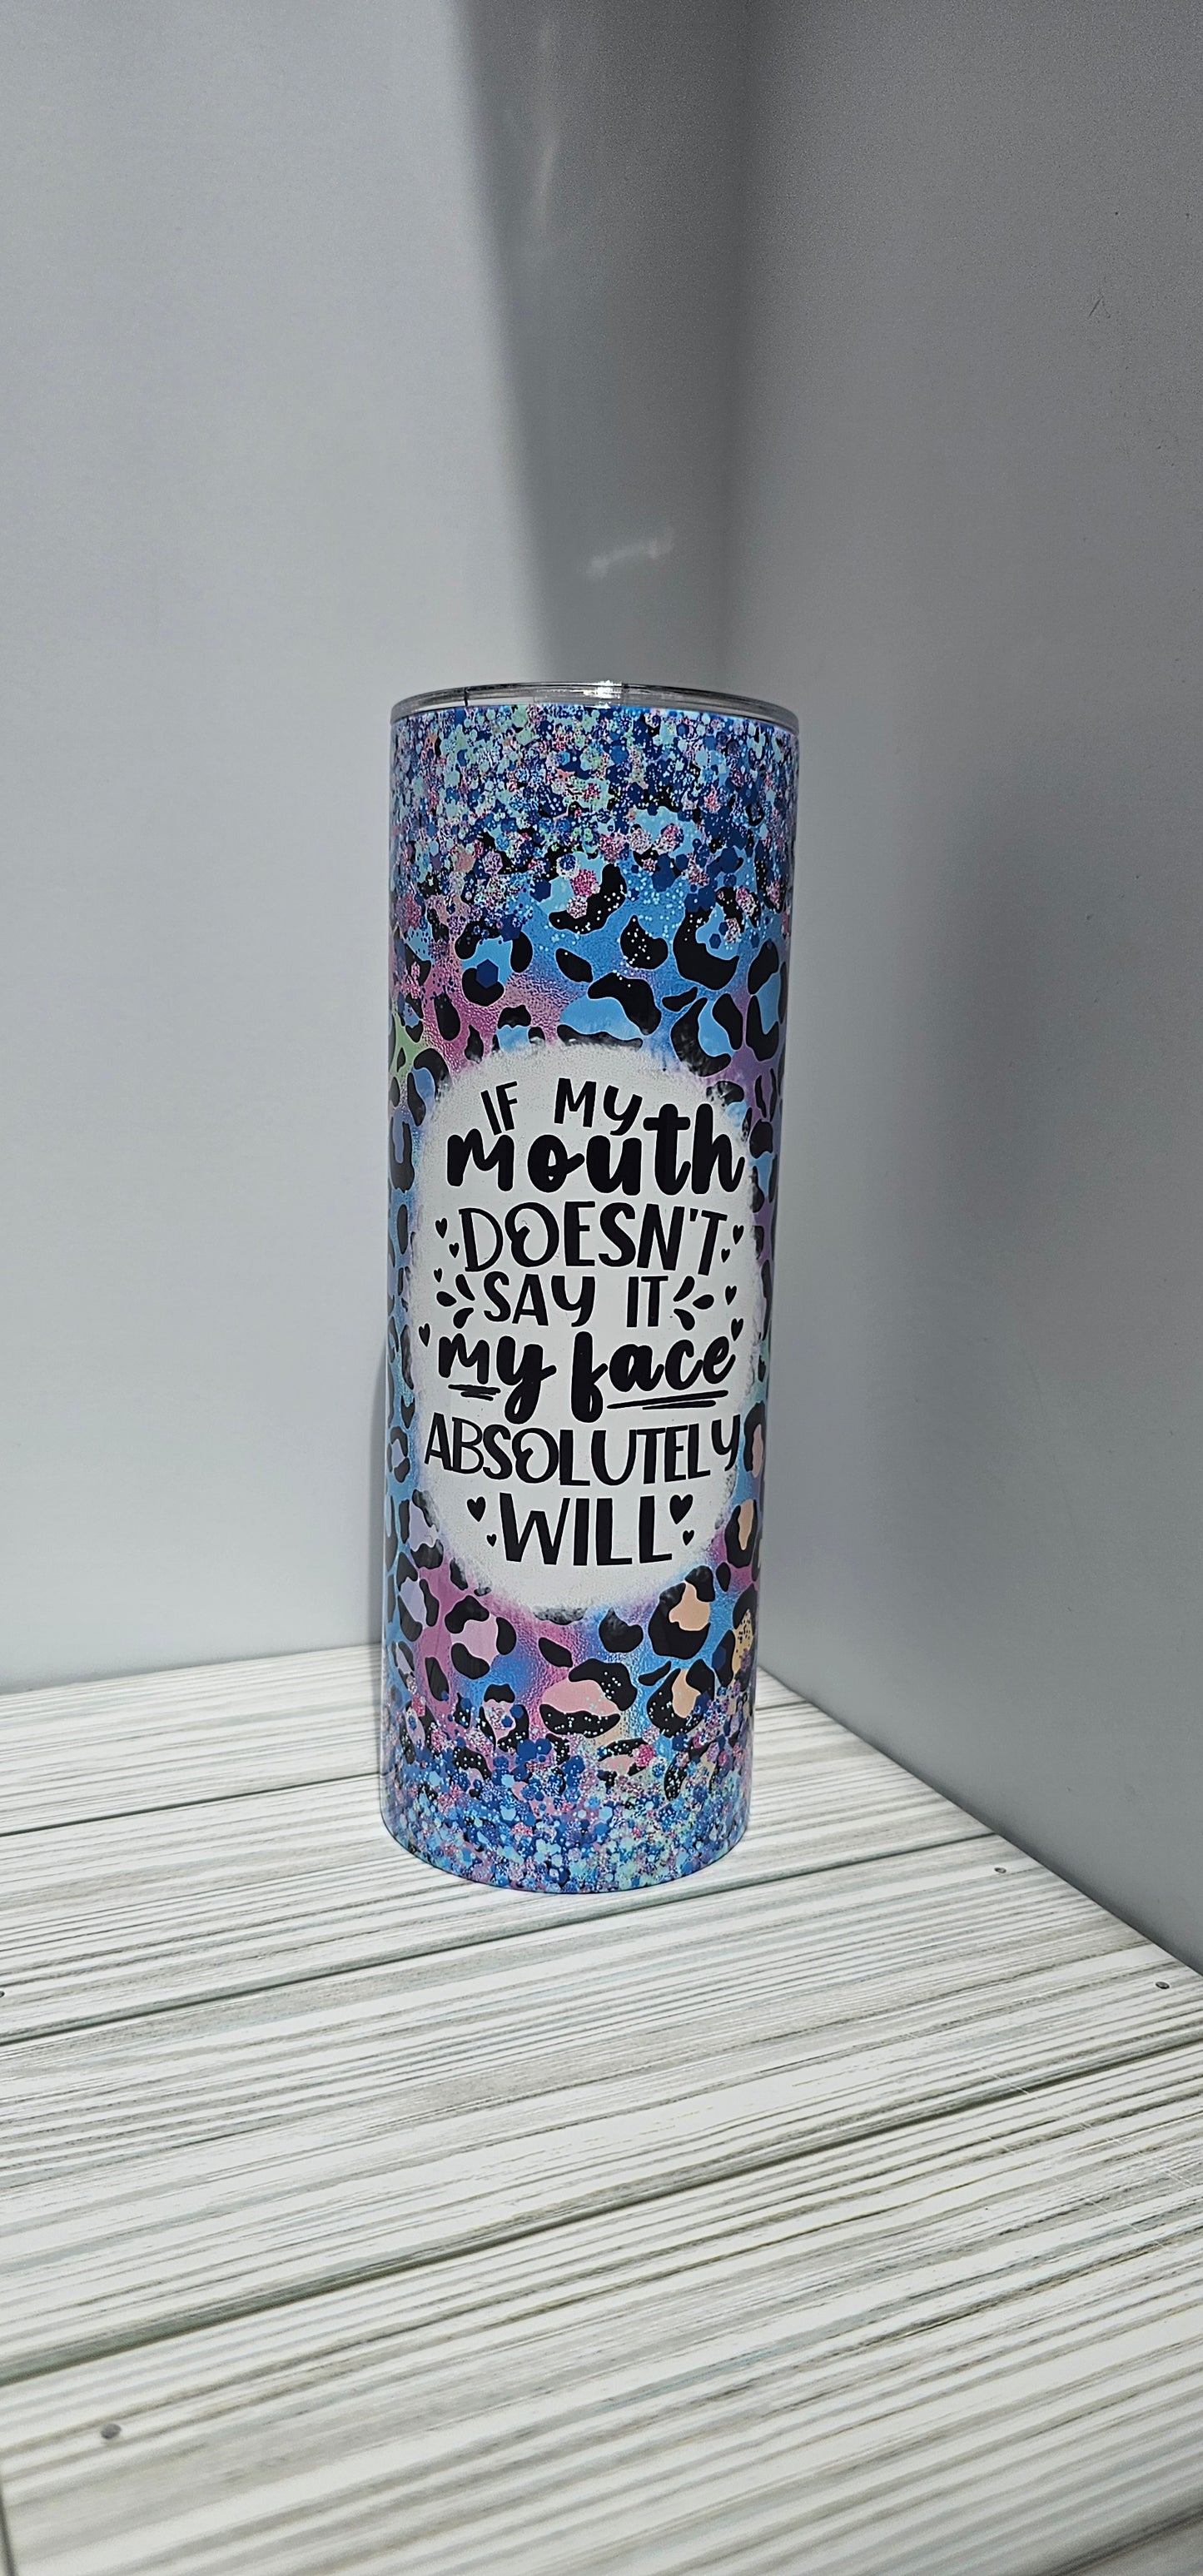 IF MY
mouth
DOESN'T
SAY IT
my face
ABSOLUTELY
WILL